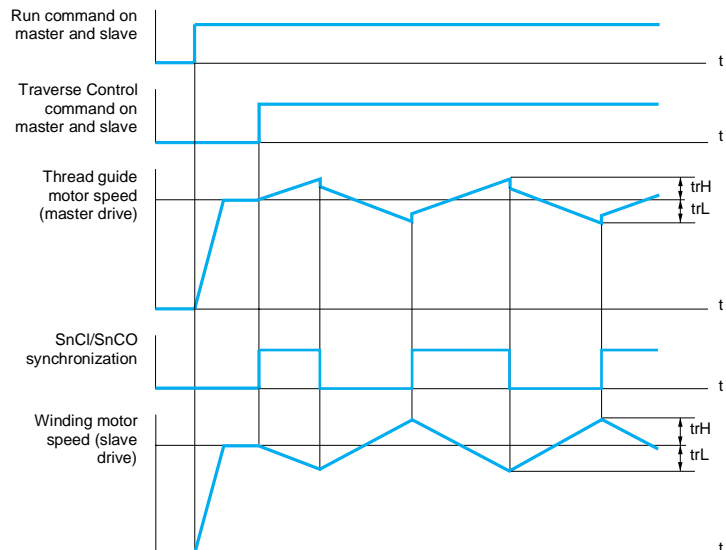 Run command on
master and slave
t
Traverse Control
command on
master and slave
t
Thread guide
motor speed
(master drive)
trH
trL
t
SnCI/SnCO
synchronization
t
Winding motor
speed (slave
drive)
trH
trL
t